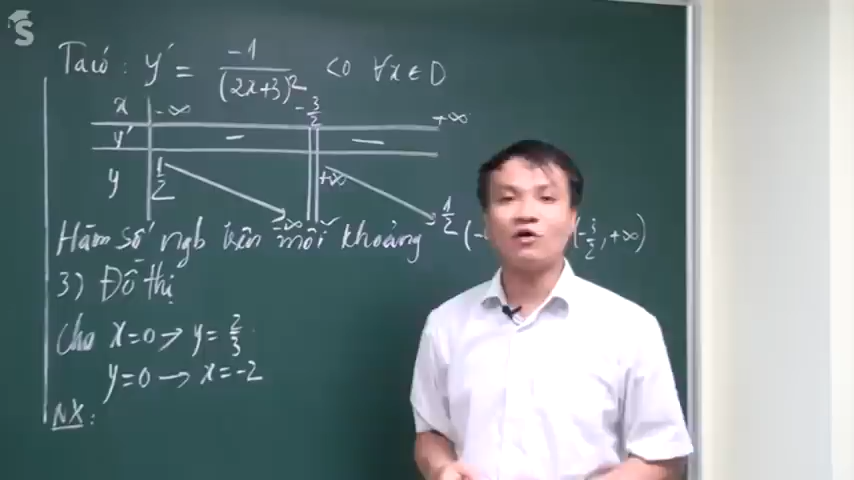 S
Ta có: y' = -1/(2x+3)² <0 ∀x∈D
x -∞ -3/2 +∞
y' - -
y 1/2 -∞ +∞ 1/2
Hàm số ngb trên mỗi khoảng (- -3/2, +∞)
3) Đồ thị
Cho x=0 → y= 2/3
y=0 → x=-2
NX: